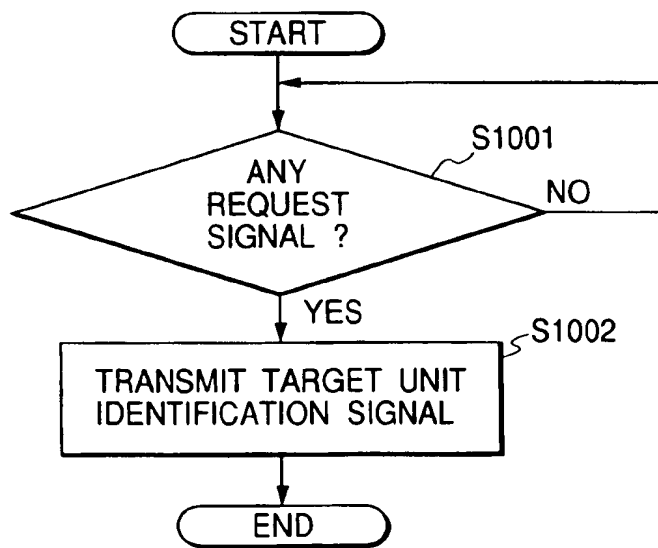 START
S1001
ANY
REQUEST
SIGNAL ?
NO
YES
S1002
TRANSMIT TARGET UNIT
IDENTIFICATION SIGNAL
END